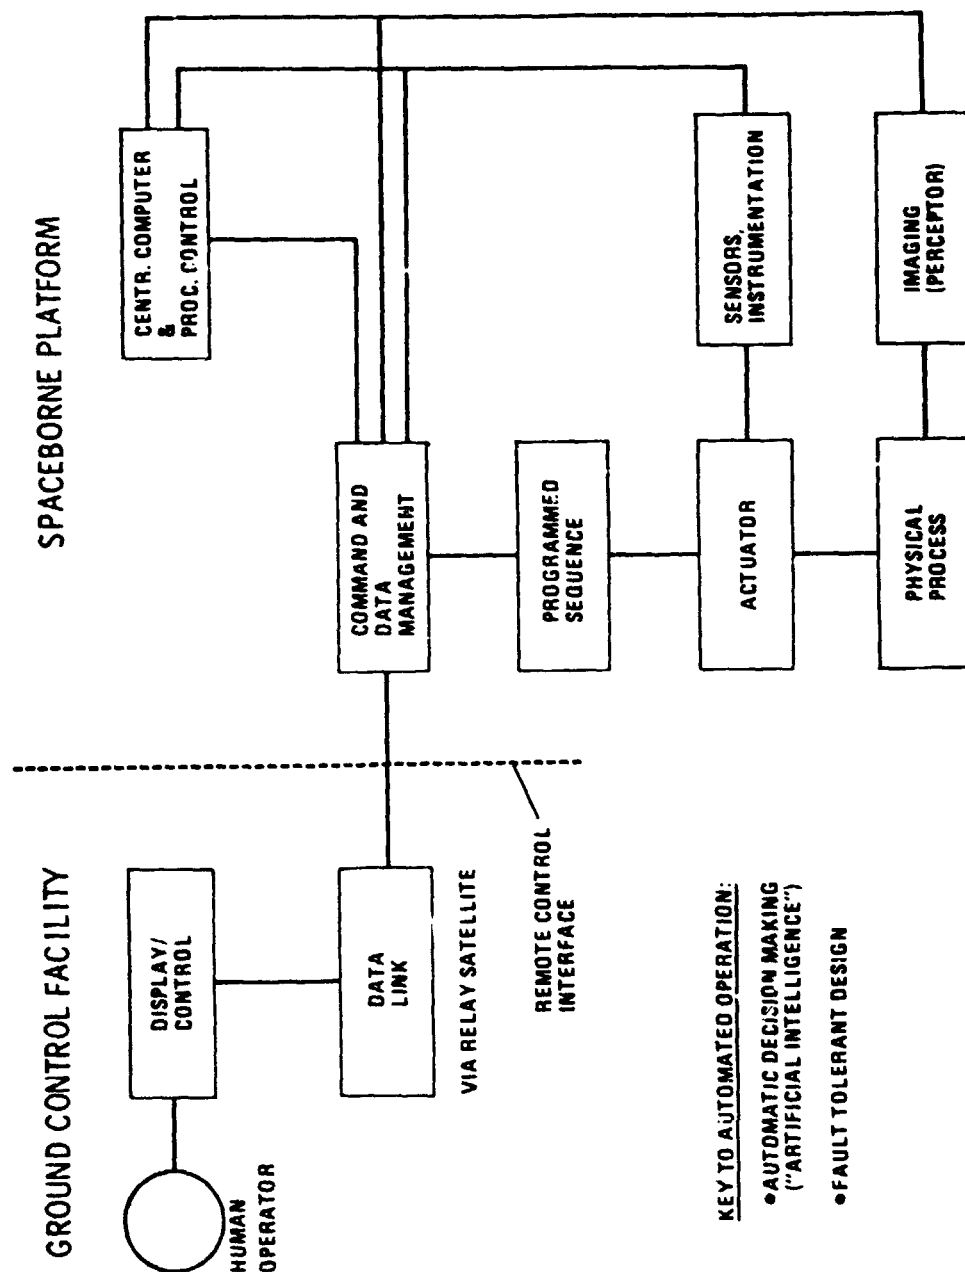 GROUND CONTROL FACILITY
SPACEBORNE PLATFORM
HUMAN
OPERATOR
DISPLAY/
CONTROL
DATA
LINK
VIA RELAY SATELLITE
REMOTE CONTROL
INTERFACE
CENTR. COMPUTER
&
PROC. CONTROL
COMMAND AND
DATA
MANAGEMENT
PROGRAMMED
SEQUENCE
ACTUATOR
SENSORS,
INSTRUMENTATION
PHYSICAL
PROCESS
IMAGING
(PERCEPTOR)
KEY TO AUTOMATED OPERATION:
•AUTOMATIC DECISION MAKING
("ARTIFICIAL INTELLIGENCE")
•FAULT TOLERANT DESIGN